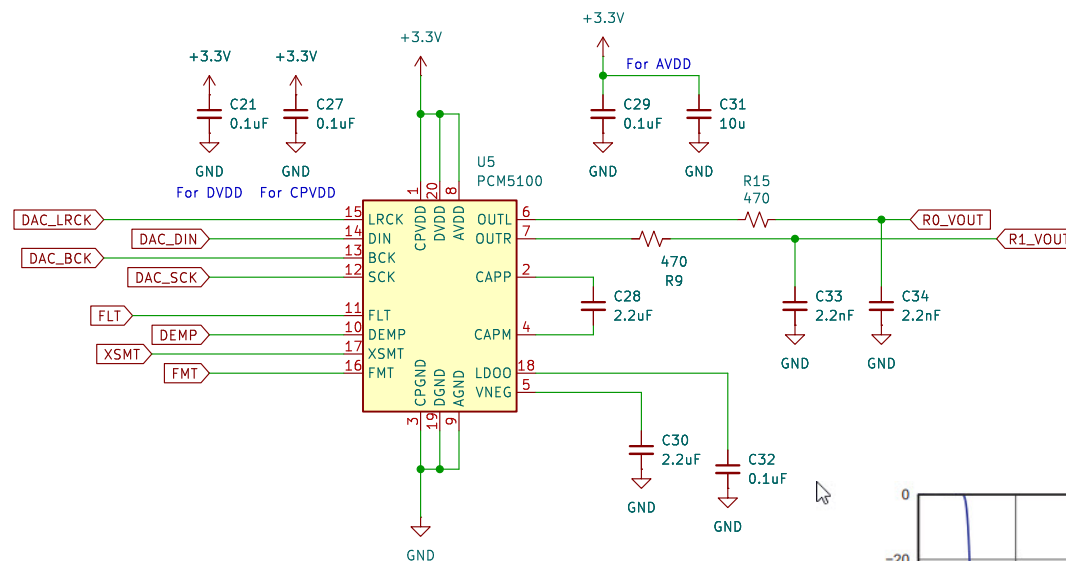 +3.3V
+3.3V
+3.3V
+3.3V
For AVDD
C21
0.1uF
C27
0.1uF
C29
0.1uF
C31
10u
GND
GND
GND
GND
For DVDD
For CPVDD
U5
PCM5100
1
20
8
CPVDD
DVDD
AVDD
R15
470
DAC_LRCK
15
LRCK
OUTL
6
R0_VOUT
DAC_DIN
14
DIN
OUTR
7
R1_VOUT
DAC_BCK
13
BCK
470
R9
DAC_SCK
12
SCK
CAPP
2
C28
2.2uF
C33
2.2nF
C34
2.2nF
FLT
11
FLT
DEMP
10
DEMP
CAPM
4
XSMT
17
XSMT
GND
GND
FMT
16
FMT
LDOO
18
VNEG
5
CPGND
DGND
AGND
3
19
9
C30
2.2uF
C32
0.1uF
GND
GND
GND
0
−20